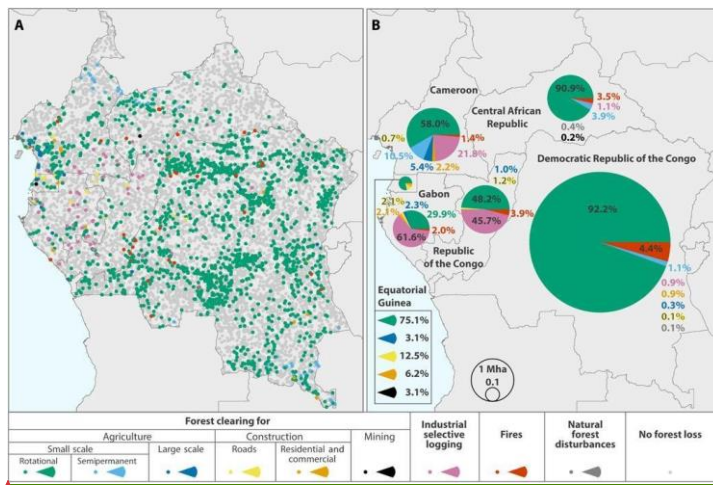 A
B
Cameroon
90.9%
3.5%
1.1%
3.9%
0.4%
0.2%
Central African
Republic
0.7%
58.0%
1.4%
10.5%
21.8%
5.4%
2.2%
Democratic Republic of the Congo
1.0%
1.2%
Gabon
2.1%
2.3%
2.1%
29.9%
48.2%
45.7%
3.9%
61.6%
2.0%
Republic
of the Congo
92.2%
4.4%
1.1%
0.9%
0.9%
0.3%
0.1%
0.1%
Equatorial
Guinea
75.1%
3.1%
12.5%
6.2%
3.1%
1 Mha
0.1
Forest clearing for
Agriculture
Construction
Mining
Industrial
selective
logging
Fires
Natural
forest
disturbances
No forest loss
Small scale
Large scale
Roads
Residential and
commercial
Rotational
Semipermanent